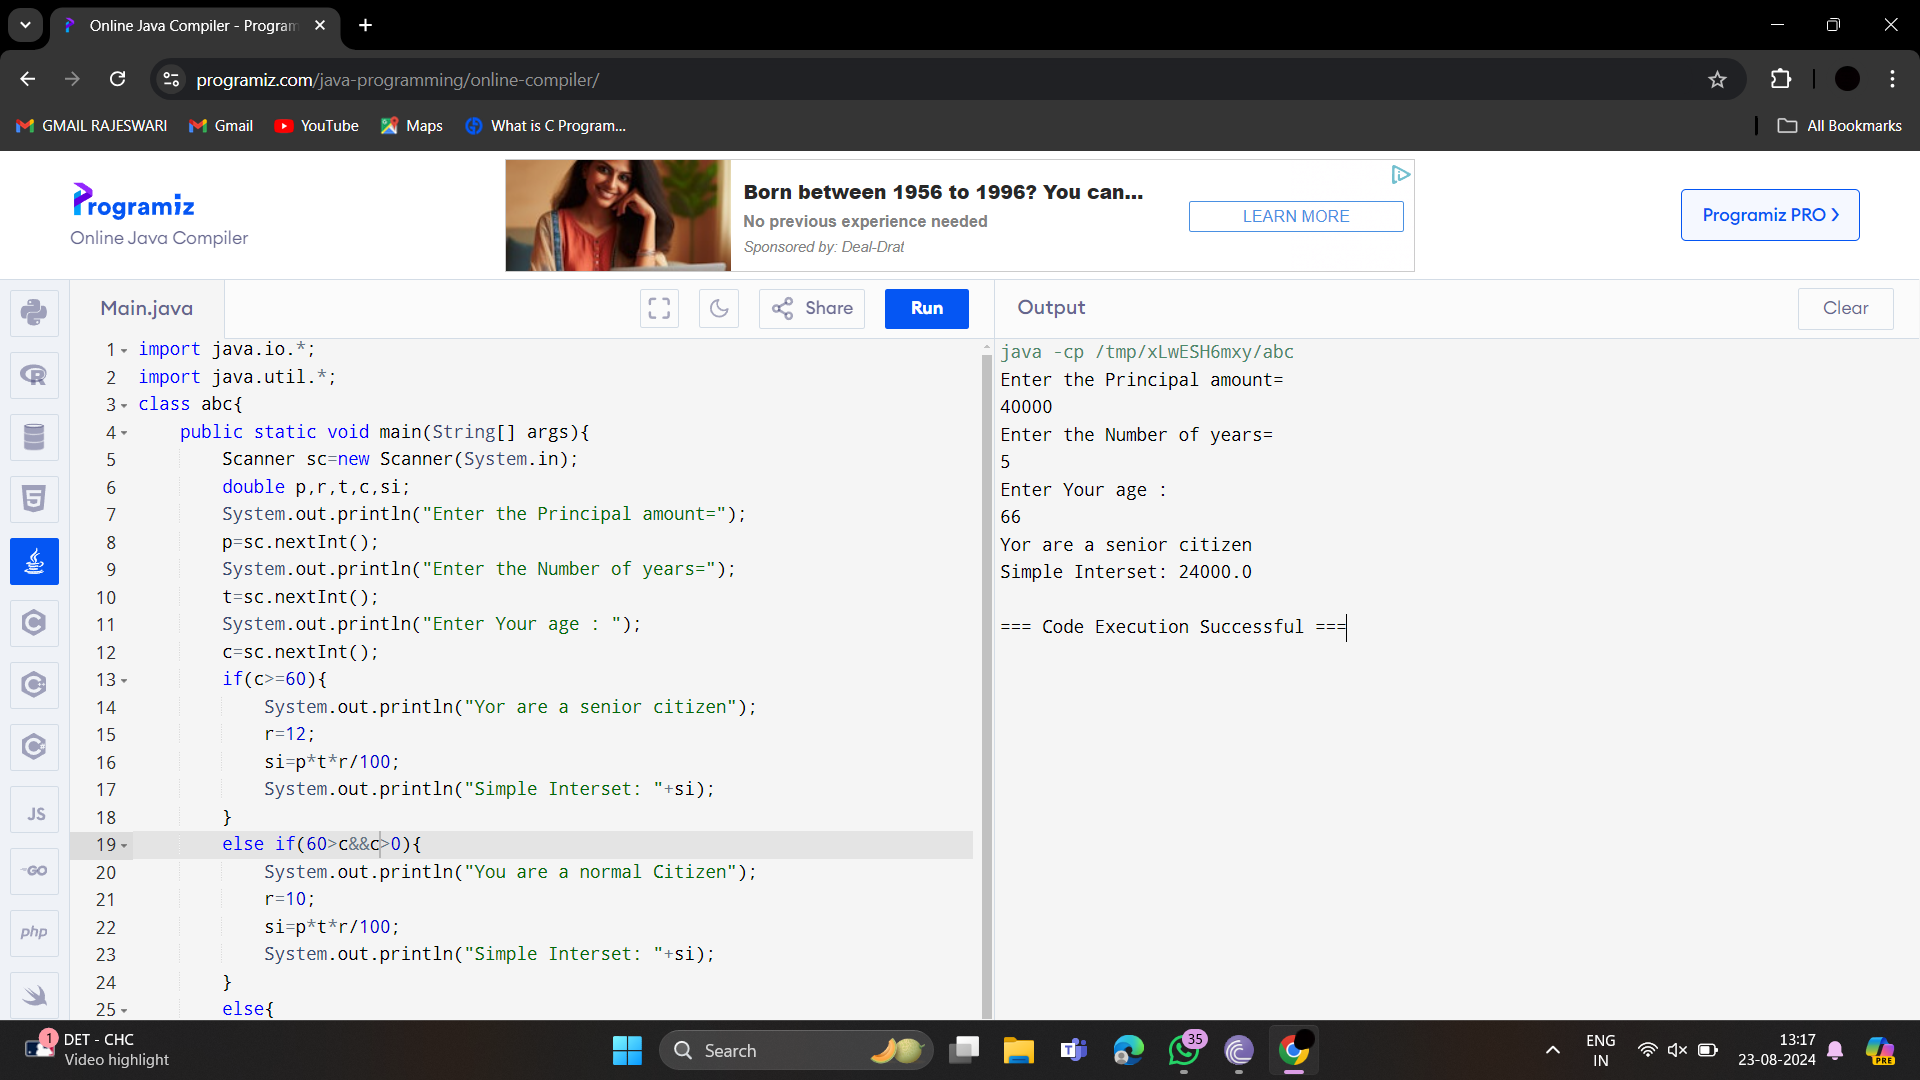 Online Java Compiler - Program
programiz.com/java-programming/online-compiler/
GMAIL RAJESWARI
Gmail
YouTube
Maps
What is C Program...
All Bookmarks
Programiz
Online Java Compiler
Born between 1956 to 1996? You can...
No previous experience needed
Sponsored by: Deal-Drat
LEARN MORE
Programiz PRO
Main.java
Share
Run
Output
Clear
1 import java.io.*;
2 import java.util.*;
3 class abc{
4 public static void main(String[] args){
5 Scanner sc=new Scanner(System.in);
6 double p,r,t,c,si;
7 System.out.println("Enter the Principal amount=");
8 p=sc.nextInt();
9 System.out.println("Enter the Number of years=");
10 t=sc.nextInt();
11 System.out.println("Enter Your age : ");
12 c=sc.nextInt();
13 if(c>=60){
14 System.out.println("Yor are a senior citizen");
15 r=12;
16 si=p*t*r/100;
17 System.out.println("Simple Interset: "+si);
18 }
19 else if(60>c&&c>0){
20 System.out.println("You are a normal Citizen");
21 r=10;
22 si=p*t*r/100;
23 System.out.println("Simple Interset: "+si);
24 }
25 else{
java -cp /tmp/xLwESH6mxy/abc
Enter the Principal amount=
40000
Enter the Number of years=
5
Enter Your age :
66
Yor are a senior citizen
Simple Interset: 24000.0
=== Code Execution Successful ===
R
5
C
C
C
JS
GO
php
1
DET - CHC
Video highlight
Search
35
ENG
IN
13:17
23-08-2024
PRE